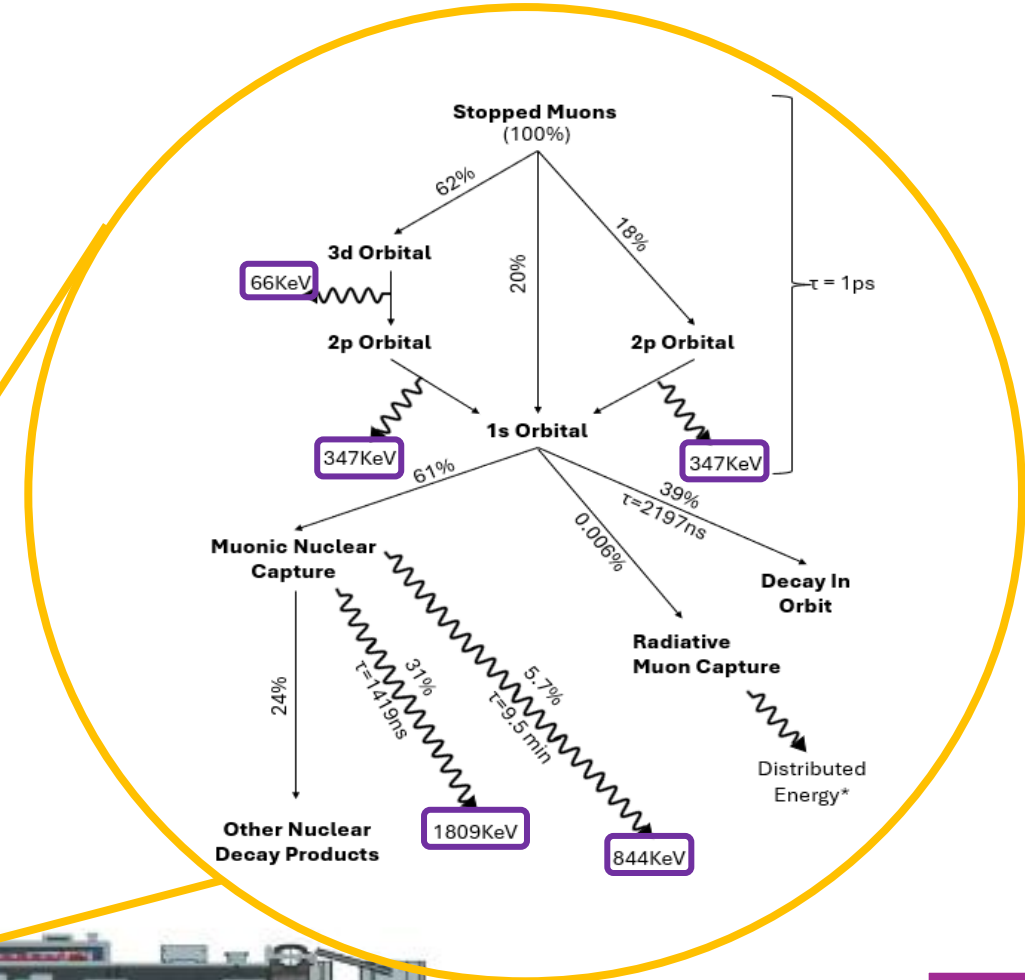 Stopped Muons
(100%)
62%
18%
20%
3d Orbital
66KeV
τ = 1ps
2p Orbital
2p Orbital
1s Orbital
347KeV
347KeV
61%
39%
τ=2197ns
0.006%
Muonic Nuclear
Capture
Decay In
Orbit
Radiative
Muon Capture
24%
31%
τ=1419ns
5.7%
τ=9.5 min
Distributed
Energy*
Other Nuclear
Decay Products
1809KeV
844KeV